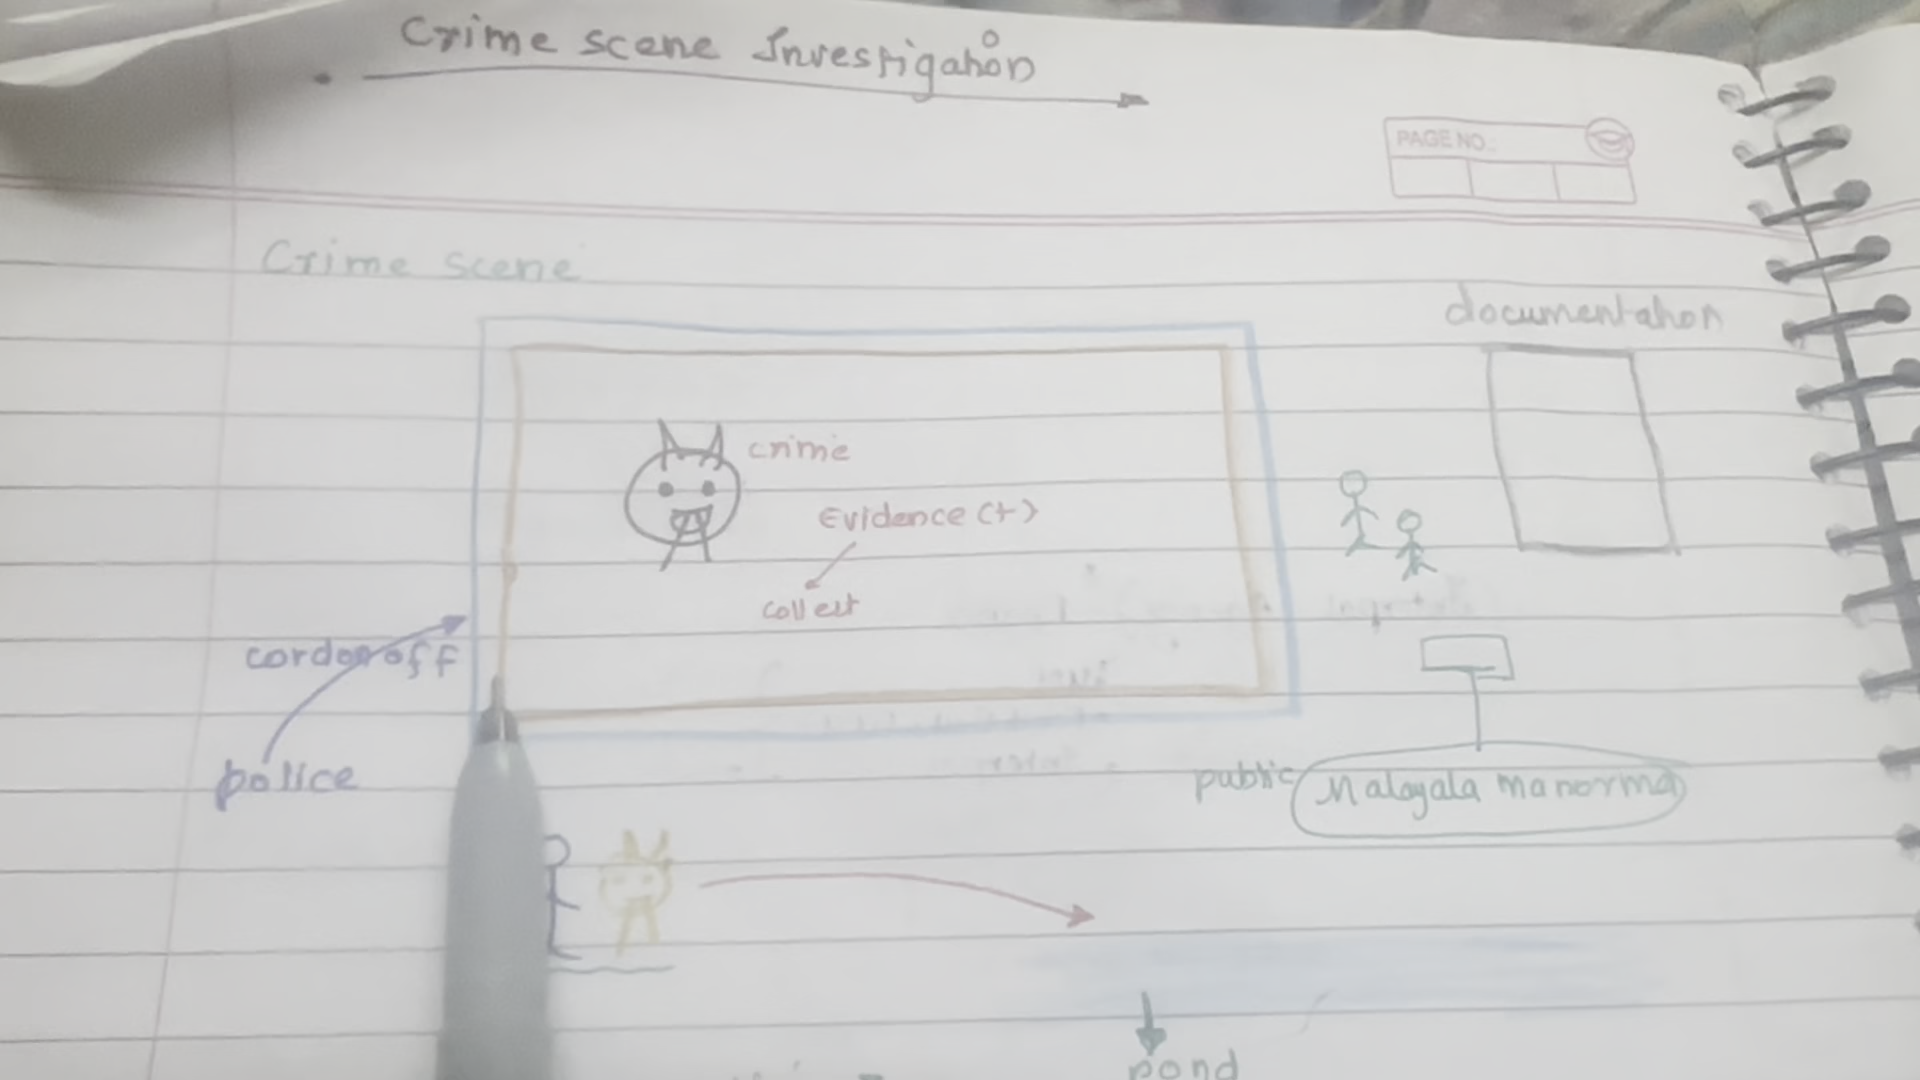 Crime scene Investigation
PAGE NO.:
Crime scene
documentation
crime
Evidence (+)
collect
cordon off
police
public Malayala manorma
pond